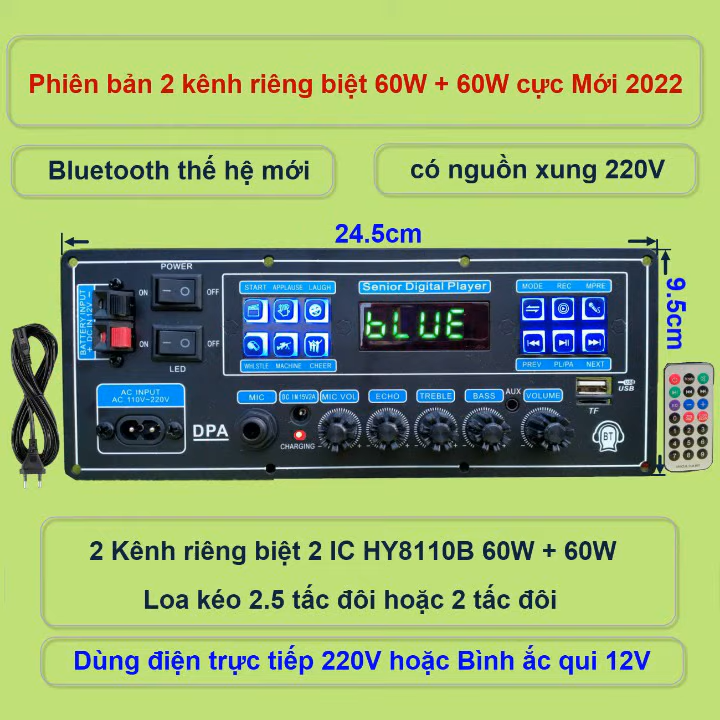 Phiên bản 2 kênh riêng biệt 60W + 60W cực Mới 2022
Bluetooth thế hệ mới
có nguồn xung 220V
24.5cm
9.5cm
POWER
ON
OFF
BATTERY INPUT
+ DC IN 12V −
ON
OFF
LED
START APPLAUSE LAUGH
WHLSTLE MACHINE CHEER
Senior Digital Player
bLUE
MODE REC MPRE
PREV PL/PA NEXT
AC INPUT
AC 110V~220V
MIC
DC IN15V2A
MIC VOL
ECHO
TREBLE
BASS
AUX
VOLUME
USB
TF
DPA
CHARGING
BT
2 Kênh riêng biệt 2 IC HY8110B 60W + 60W
Loa kéo 2.5 tấc đôi hoặc 2 tấc đôi
Dùng điện trực tiếp 220V hoặc Bình ắc qui 12V